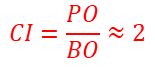 CI = PO/BO ≈ 2